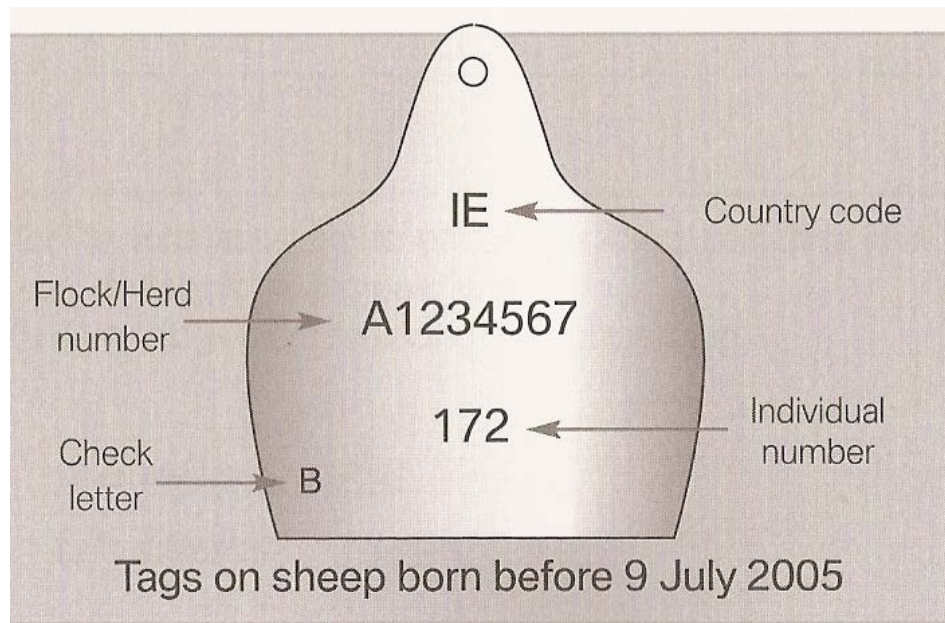 IE
Country code
Flock/Herd
number
A1234567
172
Individual
number
Check
letter
B
Tags on sheep born before 9 July 2005